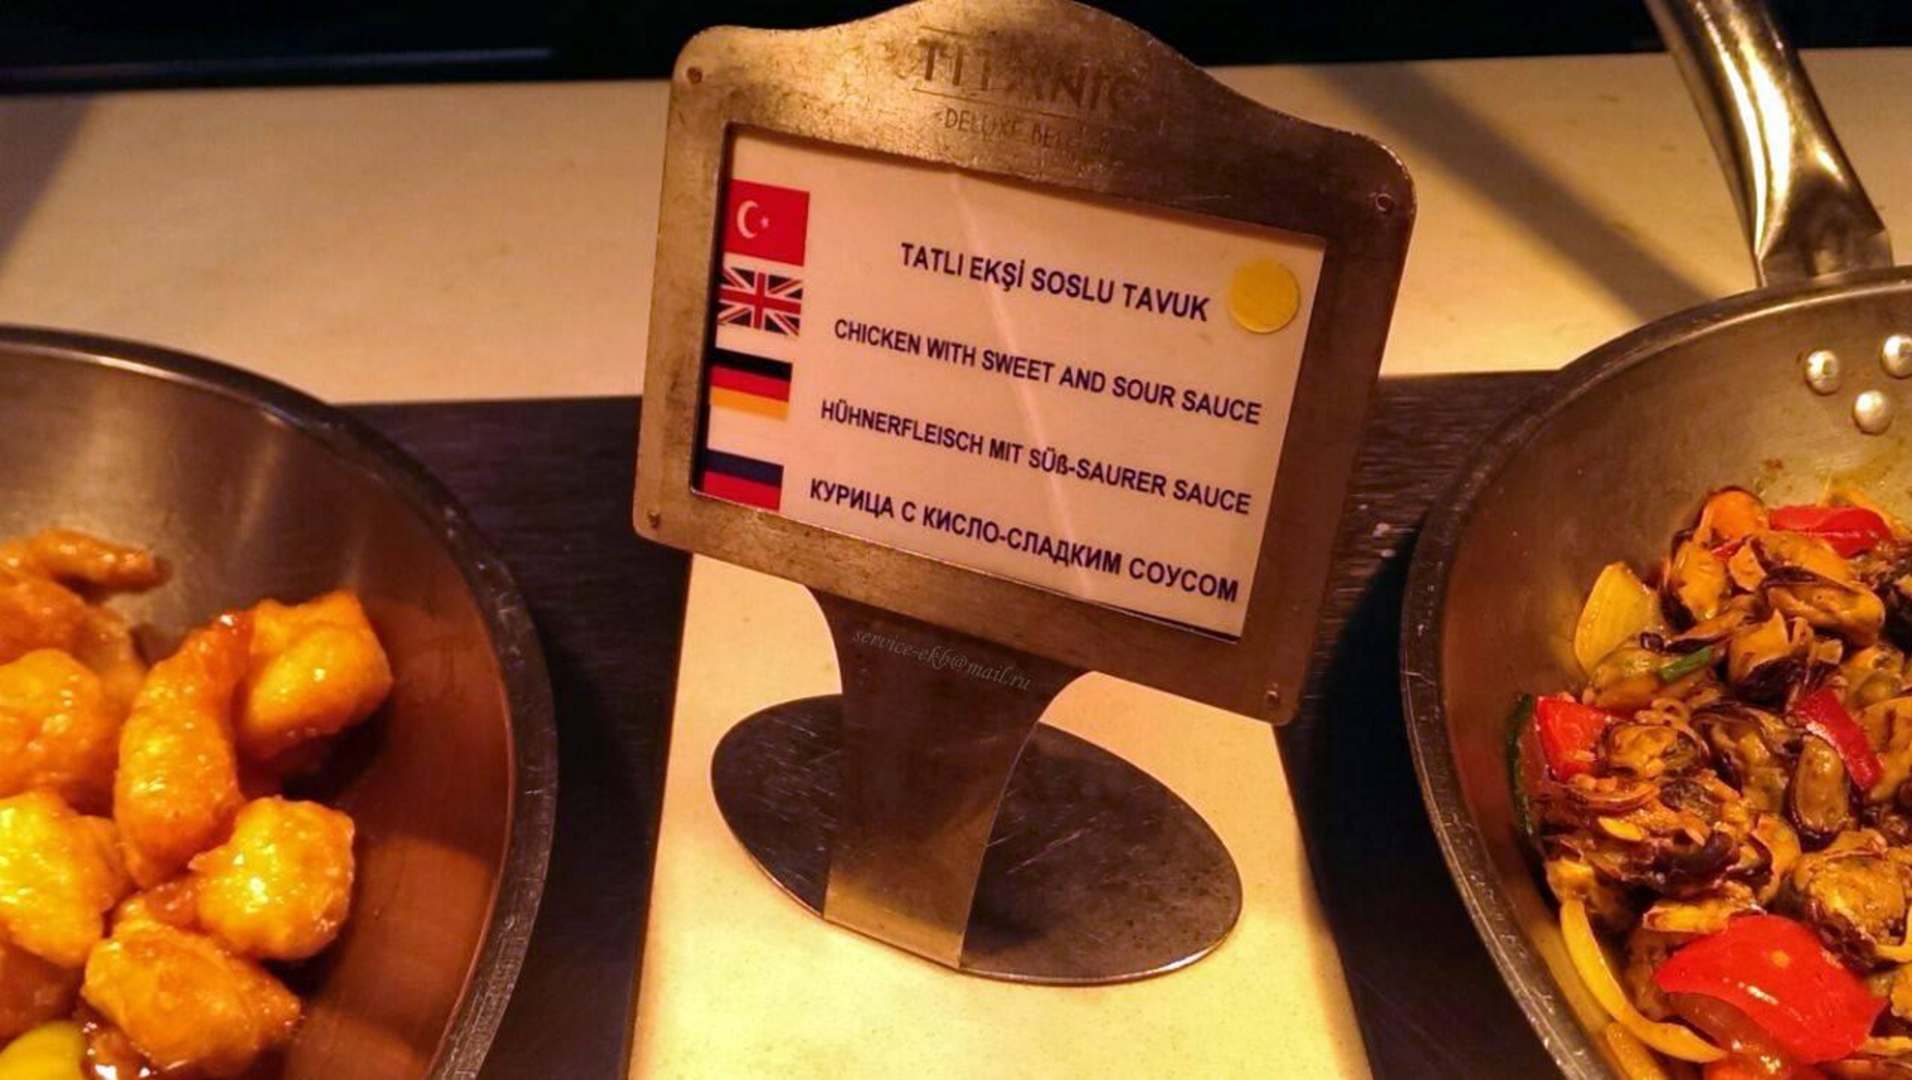 TITANIC
DELUXE
TATLI EKŞİ SOSLU TAVUK
CHICKEN WITH SWEET AND SOUR SAUCE
HÜHNERFLEISCH MIT SÜß-SAURER SAUCE
КУРИЦА С КИСЛО-СЛАДКИМ СОУСОМ
service-ekb@mail.ru